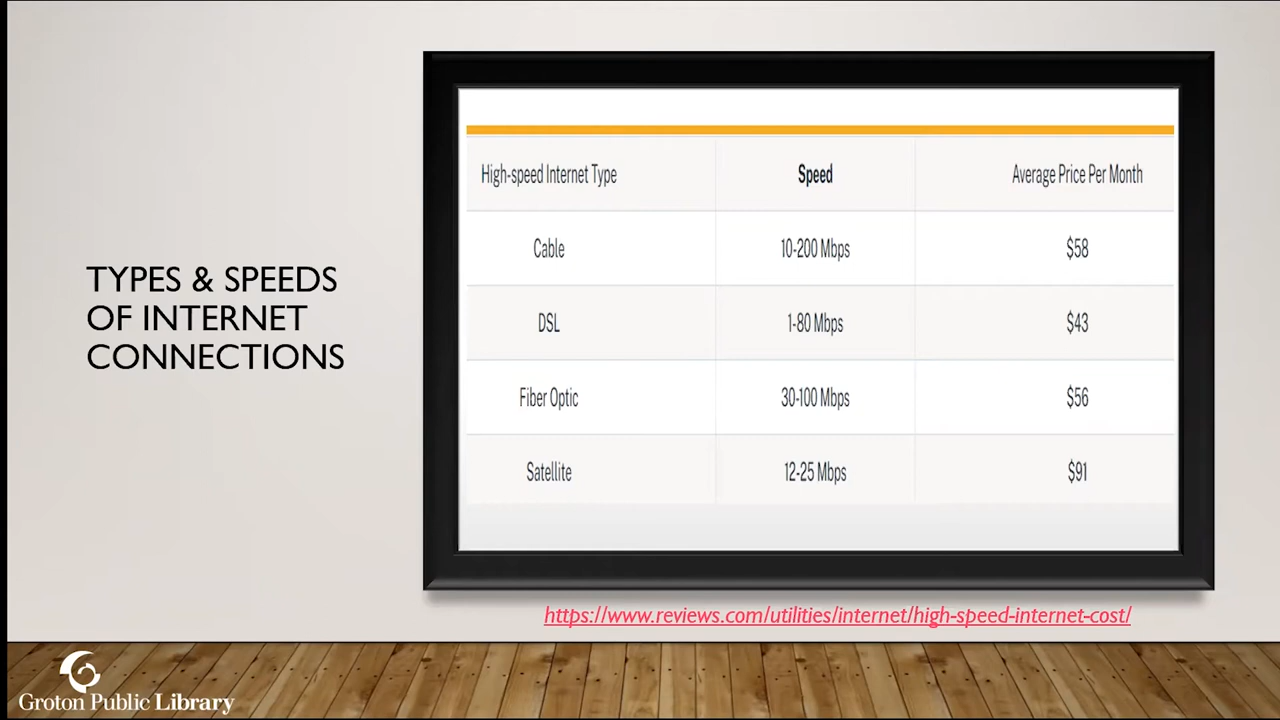 TYPES & SPEEDS
OF INTERNET
CONNECTIONS
High-speed Internet Type Speed Average Price Per Month
Cable 10-200 Mbps $58
DSL 1-80 Mbps $43
Fiber Optic 30-100 Mbps $56
Satellite 12-25 Mbps $91
https://www.reviews.com/utilities/internet/high-speed-internet-cost/
Groton Public Library